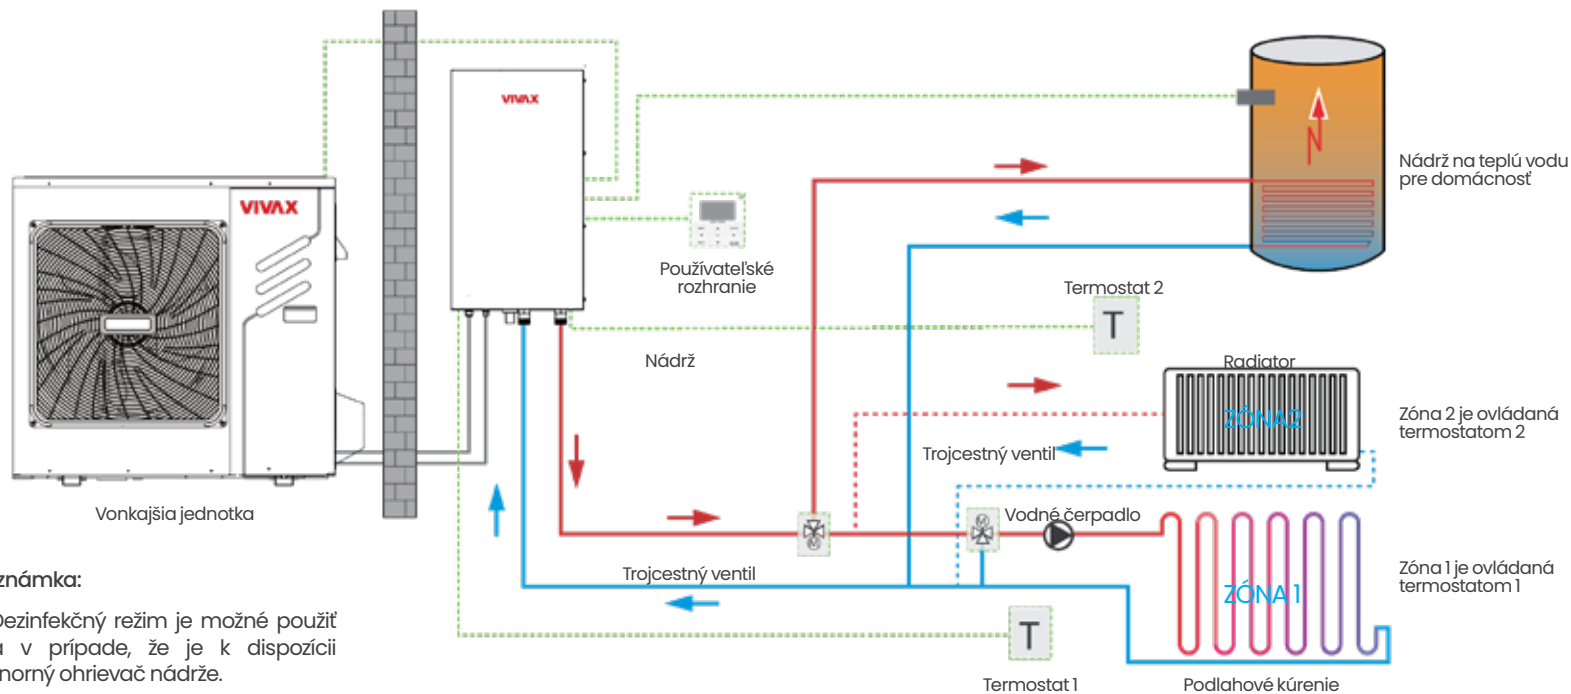 VIVAX
VIVAX
Nádrž na teplú vodu
pre domácnosť
Používateľské
rozhranie
Termostat 2
T
Nádrž
Radiator
ZÓNA2
Zóna 2 je ovládaná
termostatom 2
Trojcestný ventil
Vonkajšia jednotka
Vodné čerpadlo
M
M
Trojcestný ventil
Zóna 1 je ovládaná
termostatom 1
ZÓNA 1
T
Termostat 1
Podlahové kúrenie
známka:
Dezinfekčný režim je možné použiť
v prípade, že je k dispozícii
norný ohrievač nádrže.